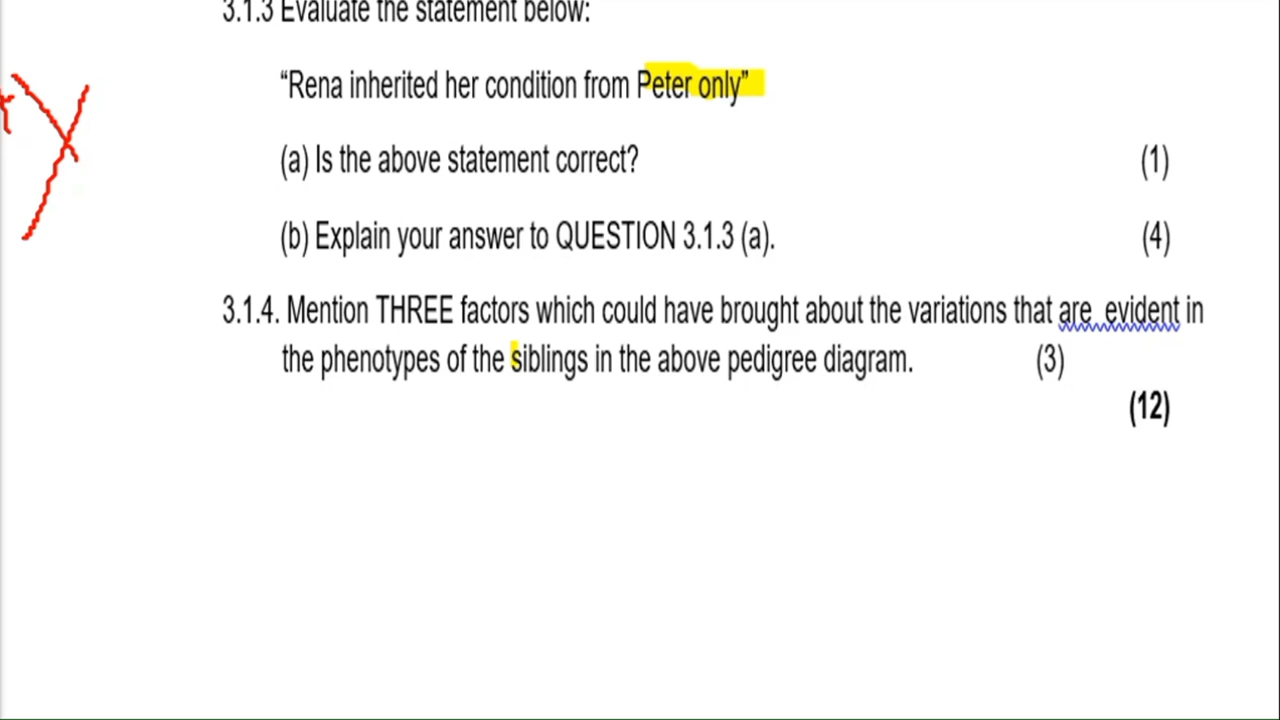 3.1.3 Evaluate the statement below:
“Rena inherited her condition from Peter only”
(a) Is the above statement correct? (1)
(b) Explain your answer to QUESTION 3.1.3 (a). (4)
3.1.4. Mention THREE factors which could have brought about the variations that are evident in
the phenotypes of the siblings in the above pedigree diagram. (3)
(12)